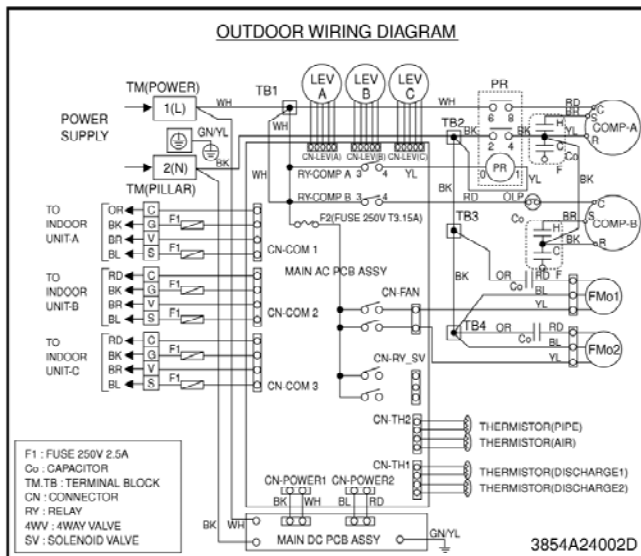 OUTDOOR WIRING DIAGRAM
TM(POWER)
POWER
SUPPLY
1(L)
2(N)
GN/YL
TM(PILLAR)
WH
BK
TB1
WH
WH
LEV
A
LEV
B
LEV
C
CN-LEV(A)
CN-LEV(B)
CN-LEV(C)
RY-COMP A
3
4
YL
RY-COMP B
3
4
F2(FUSE 250V T3.15A)
WH
PR
6
8
2
4
PR
0
1
TB2
BK
BK
YL
RD
OLP
RD
BR
YL
H
C
Co
F
C
S
R
COMP-A
BK
BK
TB3
BK
Co
H
C
F
BR
BK
C
S
R
COMP-B
OR
Co
RD
BL
YL
FMo1
TB4
OR
Co
RD
BL
YL
FMo2
TO
INDOOR
UNIT-A
OR
BK
BR
BL
C
G
V
S
F1
CN-COM 1
MAIN AC PCB ASSY
TO
INDOOR
UNIT-B
RD
BK
BR
BL
C
G
V
S
F1
CN-COM 2
TO
INDOOR
UNIT-C
RD
BK
BR
BL
C
G
V
S
F1
CN-COM 3
CN-FAN
CN-RY_SV
CN-TH2
THERMISTOR(PIPE)
THERMISTOR(AIR)
CN-TH1
THERMISTOR(DISCHARGE1)
THERMISTOR(DISCHARGE2)
CN-POWER1
CN-POWER2
BK
WH
BL
RD
BK
WH
MAIN DC PCB ASSY
GN/YL
F1 : FUSE 250V 2.5A
Co : CAPACITOR
TM.TB : TERMINAL BLOCK
CN : CONNECTOR
RY : RELAY
4WV : 4WAY VALVE
SV : SOLENOID VALVE
3854A24002D